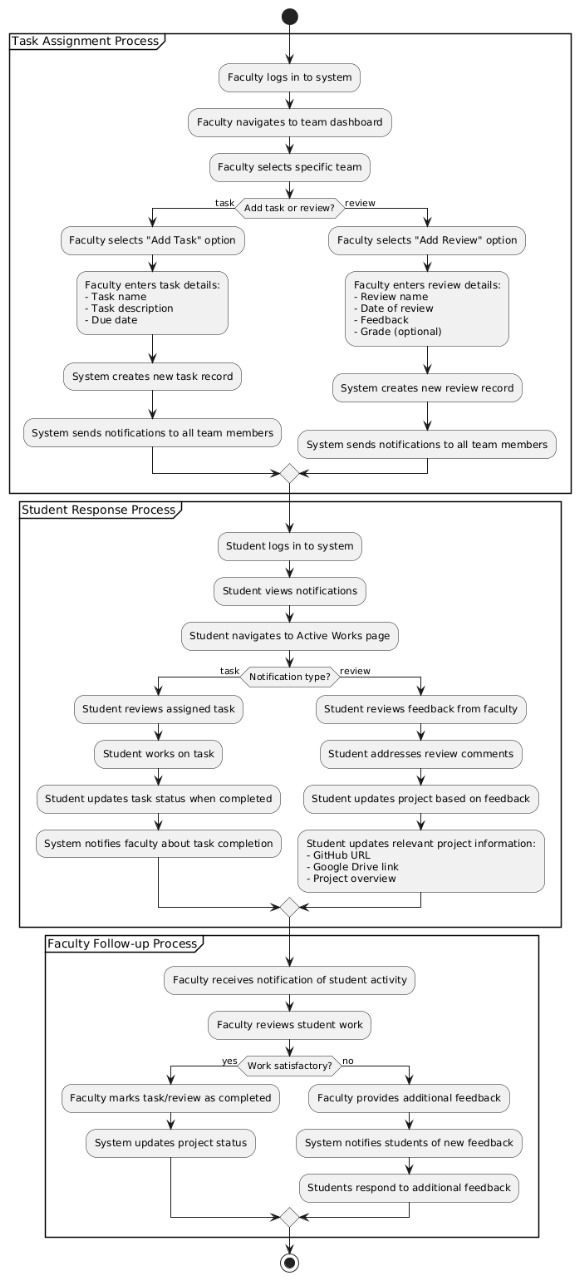 Task Assignment Process
Faculty logs in to system
Faculty navigates to team dashboard
Faculty selects specific team
Add task or review?
task
review
Faculty selects "Add Task" option
Faculty enters task details:
- Task name
- Task description
- Due date
System creates new task record
System sends notifications to all team members
Faculty selects "Add Review" option
Faculty enters review details:
- Review name
- Date of review
- Feedback
- Grade (optional)
System creates new review record
System sends notifications to all team members
Student Response Process
Student logs in to system
Student views notifications
Student navigates to Active Works page
Notification type?
task
review
Student reviews assigned task
Student works on task
Student updates task status when completed
System notifies faculty about task completion
Student reviews feedback from faculty
Student addresses review comments
Student updates project based on feedback
Student updates relevant project information:
- GitHub URL
- Google Drive link
- Project overview
Faculty Follow-up Process
Faculty receives notification of student activity
Faculty reviews student work
Work satisfactory?
yes
no
Faculty marks task/review as completed
System updates project status
Faculty provides additional feedback
System notifies students of new feedback
Students respond to additional feedback